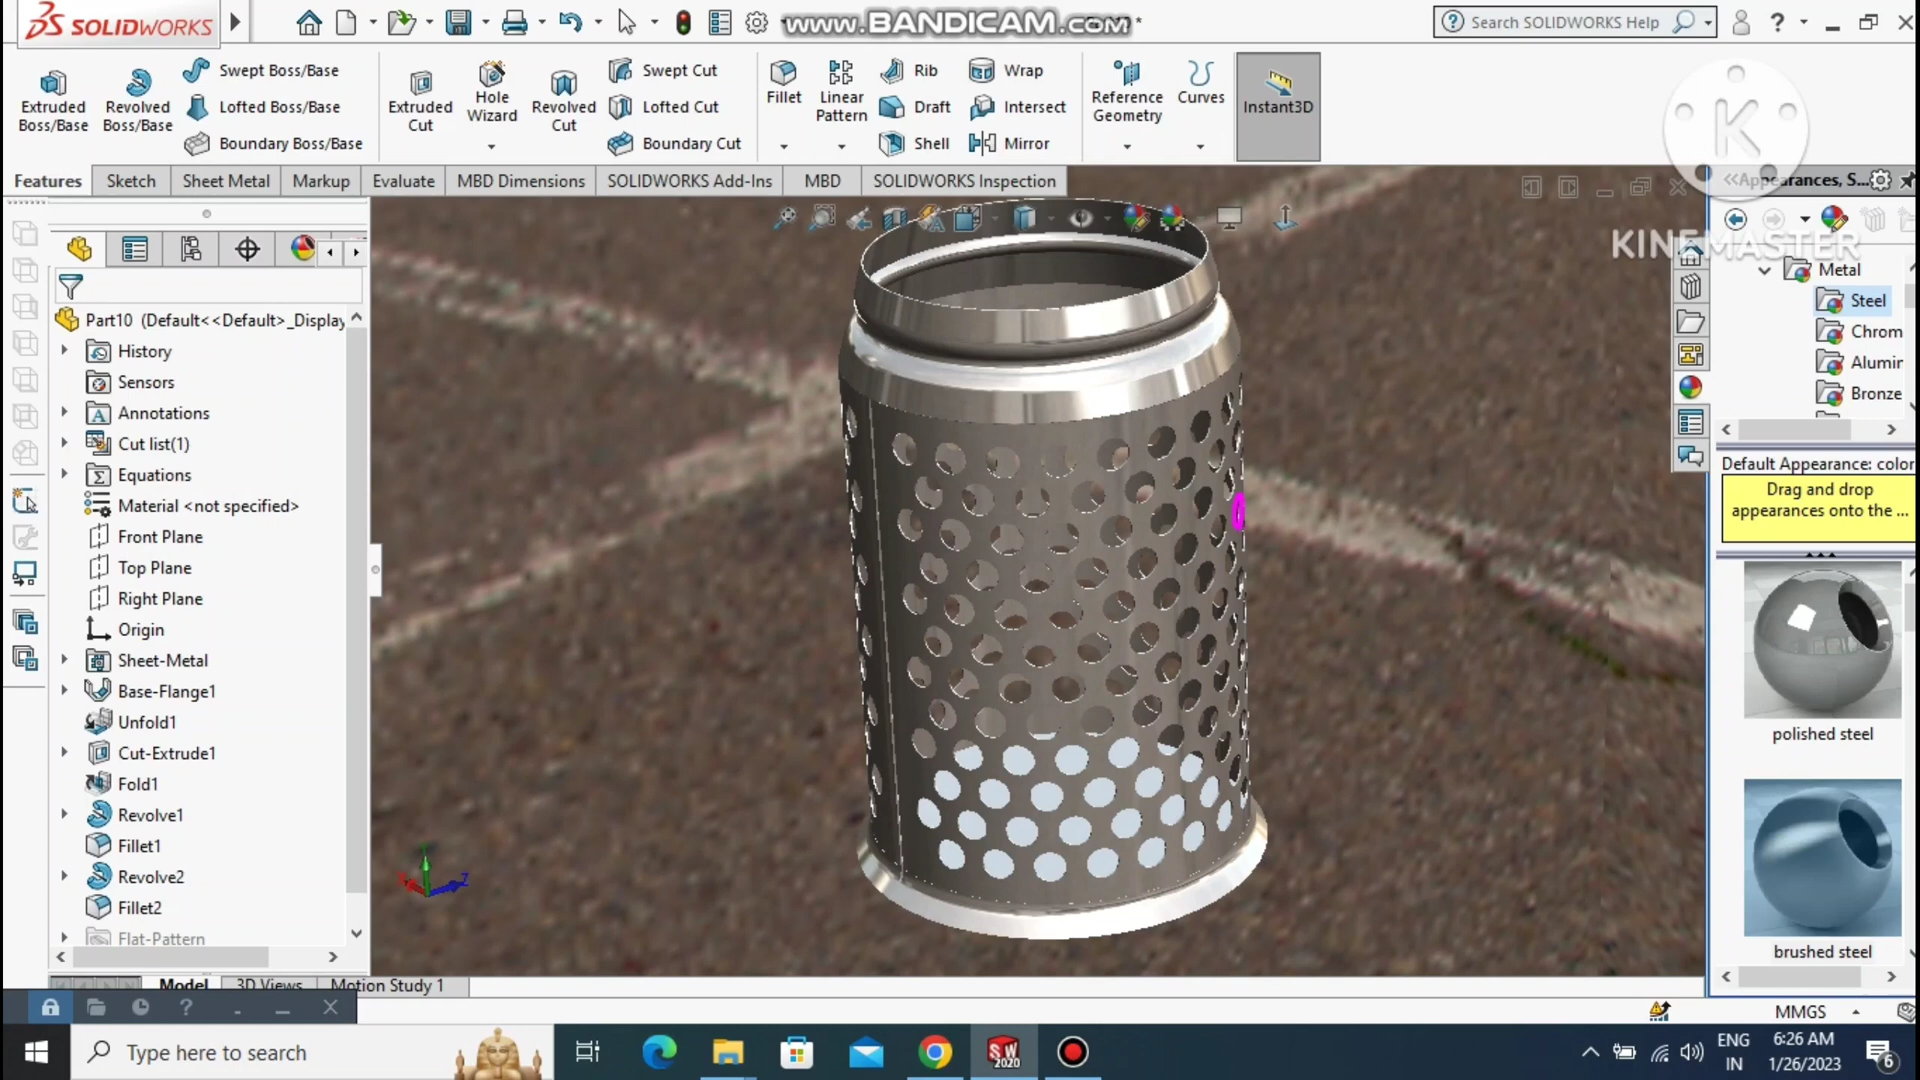 SOLIDWORKS
www.BANDICAM.com
*
Search SOLIDWORKS Help
?
Extruded Boss/Base
Revolved Boss/Base
Swept Boss/Base
Lofted Boss/Base
Boundary Boss/Base
Extruded Cut
Hole Wizard
Revolved Cut
Swept Cut
Lofted Cut
Boundary Cut
Fillet
Linear Pattern
Rib
Draft
Shell
Wrap
Intersect
Mirror
Reference Geometry
Curves
Instant3D
K
Features
Sketch
Sheet Metal
Markup
Evaluate
MBD Dimensions
SOLIDWORKS Add-Ins
MBD
SOLIDWORKS Inspection
Appearances, S...
KINEMASTER
Part10 (Default<<Default>_Display
History
Sensors
Annotations
Cut list(1)
Equations
Material <not specified>
Front Plane
Top Plane
Right Plane
Origin
Sheet-Metal
Base-Flange1
Unfold1
Cut-Extrude1
Fold1
Revolve1
Fillet1
Revolve2
Fillet2
Flat-Pattern
Z
Metal
Steel
Chrom
Alumin
Bronze
Default Appearance: color
Drag and drop
appearances onto the ...
polished steel
brushed steel
Model
3D Views
Motion Study 1
?
MMGS
Type here to search
SW
2020
ENG
IN
6:26 AM
1/26/2023
6